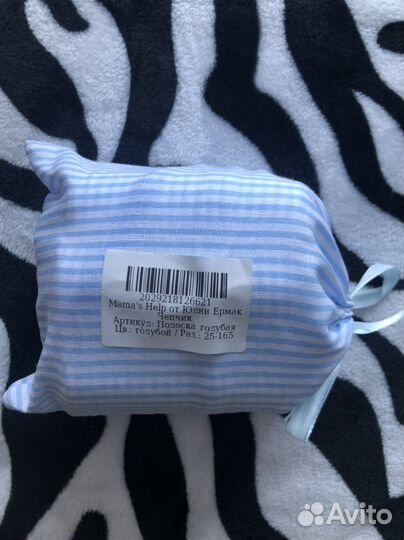 2029218126621
Mama's Help от Юлии Ермак
Чепчик
Артикул: Полоска голубая
Цв.: голубой / Раз.: 25-165
Avito